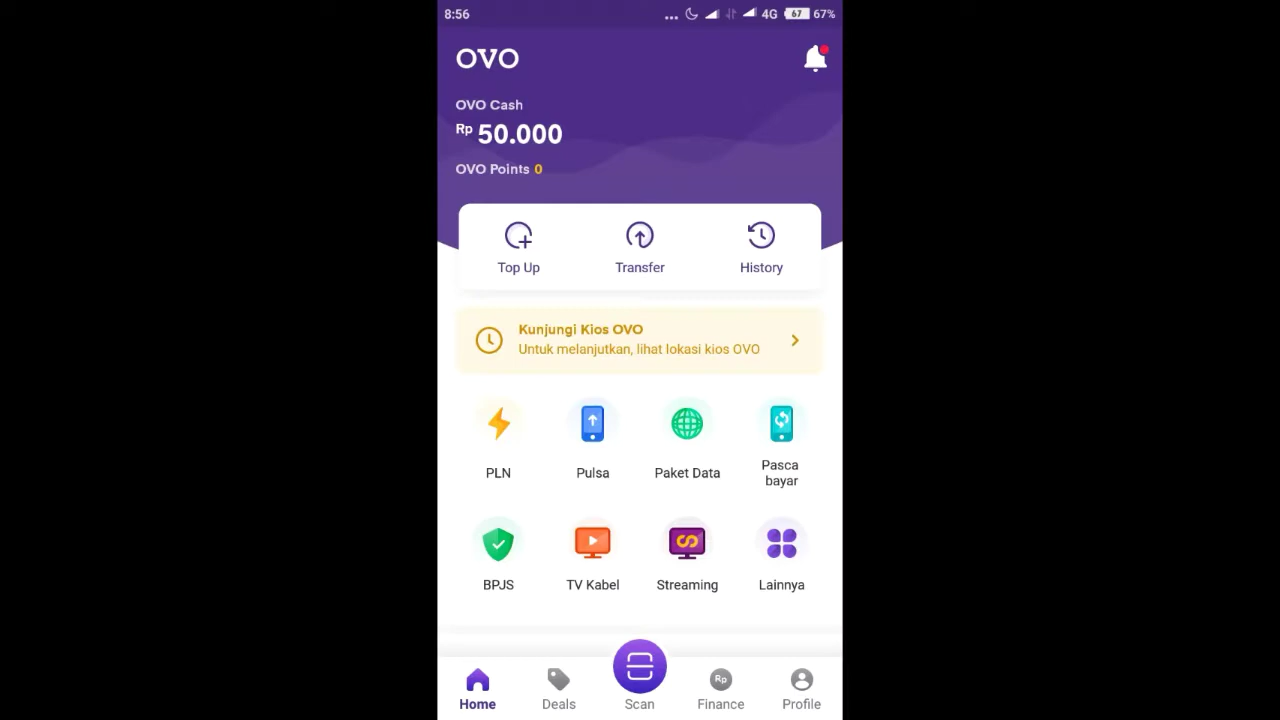 8:56
4G 67 67%
OVO
OVO Cash
Rp 50.000
OVO Points 0
Top Up Transfer History
Kunjungi Kios OVO
Untuk melanjutkan, lihat lokasi kios OVO
PLN Pulsa Paket Data Pasca
bayar
BPJS TV Kabel Streaming Lainnya
Rp
Home Deals Scan Finance Profile